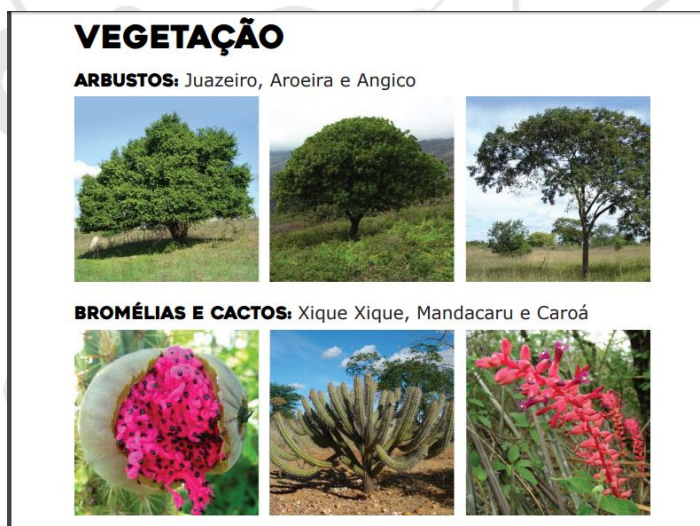 VEGETAÇÃO
ARBUSTOS: Juazeiro, Aroeira e Angico
BROMÉLIAS E CACTOS: Xique Xique, Mandacaru e Caroá